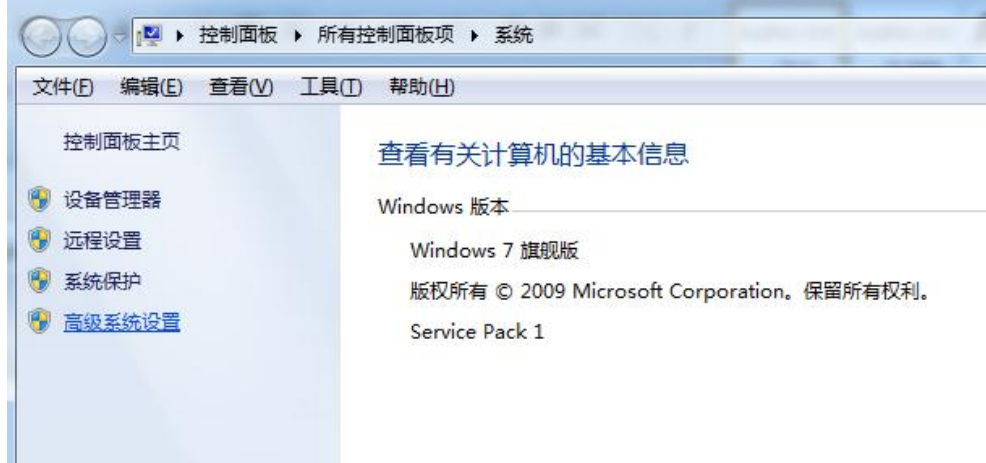 控制面板 ▸ 所有控制面板项 ▸ 系统
文件(F) 编辑(E) 查看(V) 工具(T) 帮助(H)
控制面板主页
设备管理器
远程设置
系统保护
高级系统设置
查看有关计算机的基本信息
Windows 版本
Windows 7 旗舰版
版权所有 © 2009 Microsoft Corporation。保留所有权利。
Service Pack 1